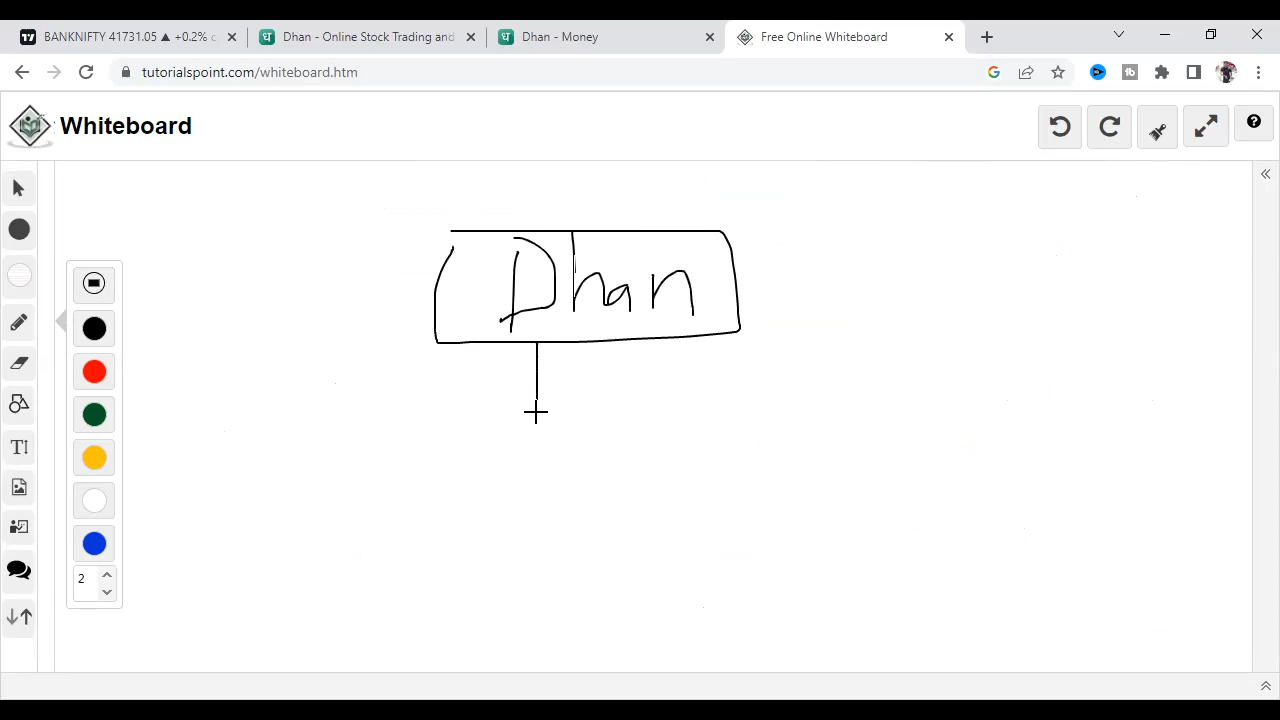 BANKNIFTY 41731.05 ▲ +0.2%
Dhan - Online Stock Trading and
Dhan - Money
Free Online Whiteboard
tutorialspoint.com/whiteboard.htm
Whiteboard
Dhan
2